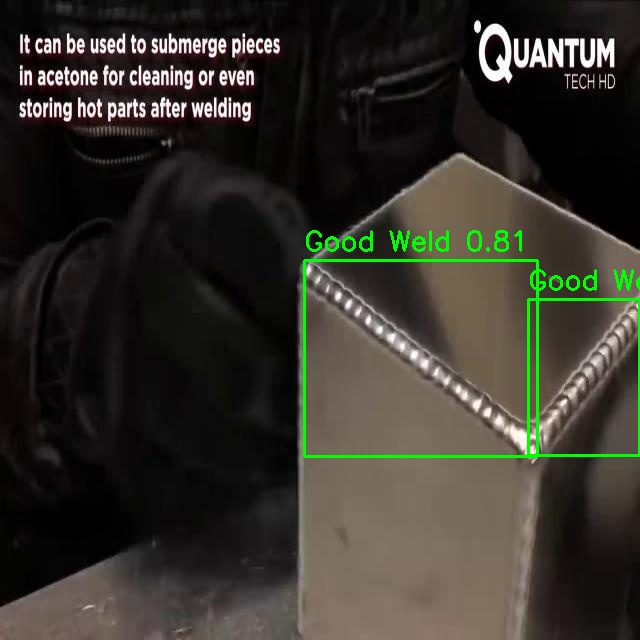 It can be used to submerge pieces
in acetone for cleaning or even
storing hot parts after welding
QUANTUM
TECH HD
Good Weld 0.81
Good We